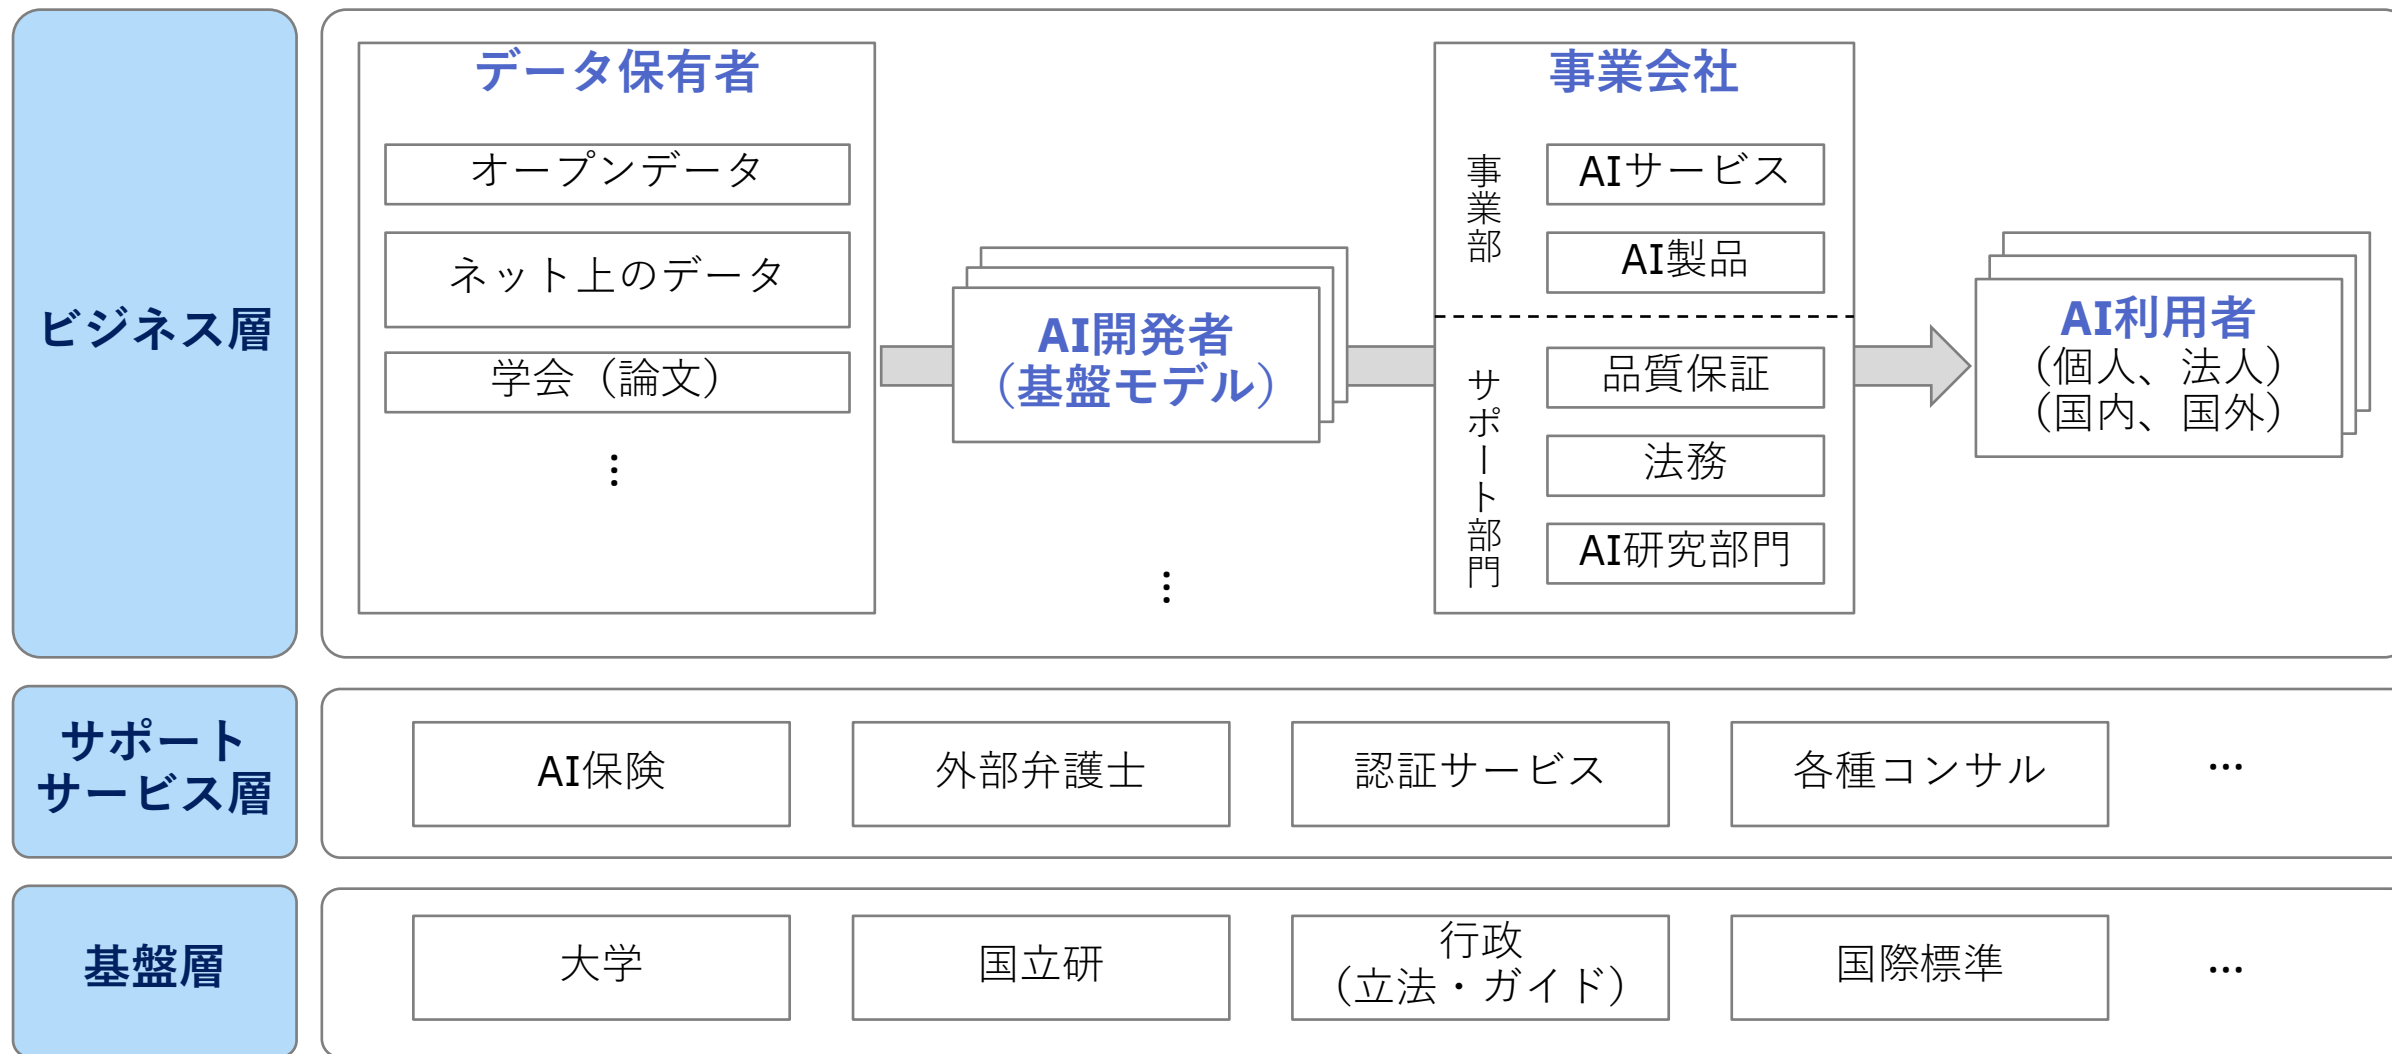 ビジネス層
データ保有者
オープンデータ
ネット上のデータ
学会（論文）
…
AI開発者
（基盤モデル）
…
事業会社
事業部
AIサービス
AI製品
サポート部門
品質保証
法務
AI研究部門
AI利用者
（個人、法人）
（国内、国外）
サポート
サービス層
AI保険
外部弁護士
認証サービス
各種コンサル
…
基盤層
大学
国立研
行政
（立法・ガイド）
国際標準
…